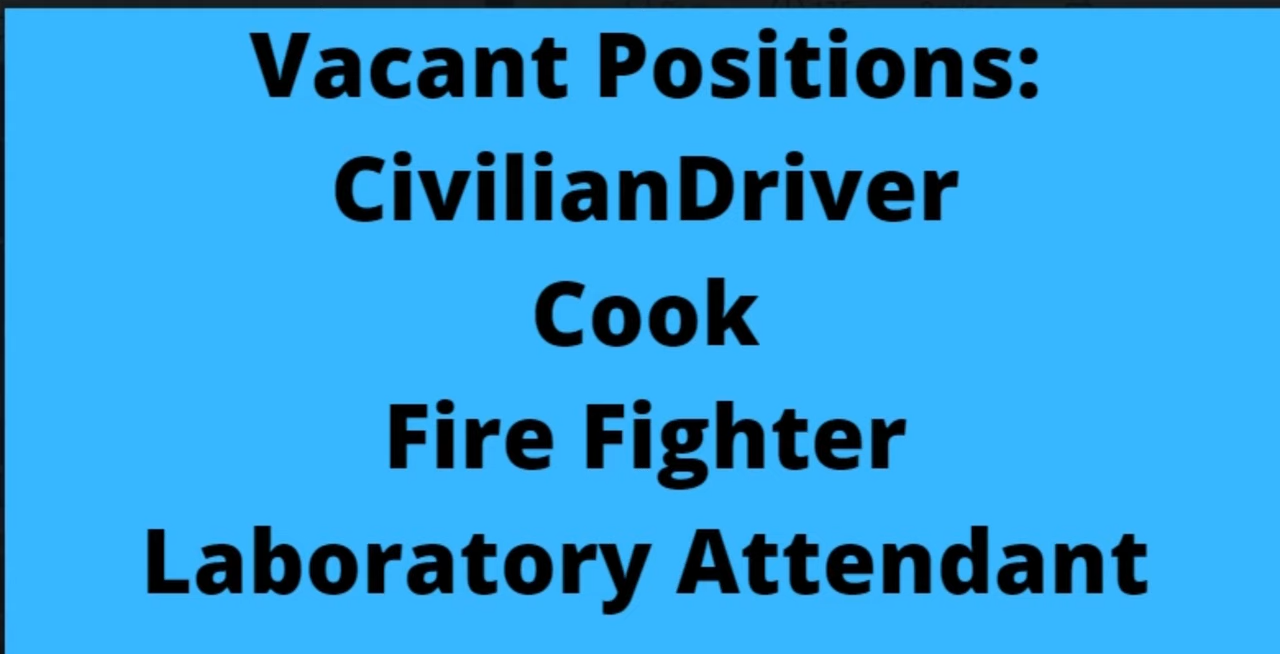 Vacant Positions:
CivilianDriver
Cook
Fire Fighter
Laboratory Attendant